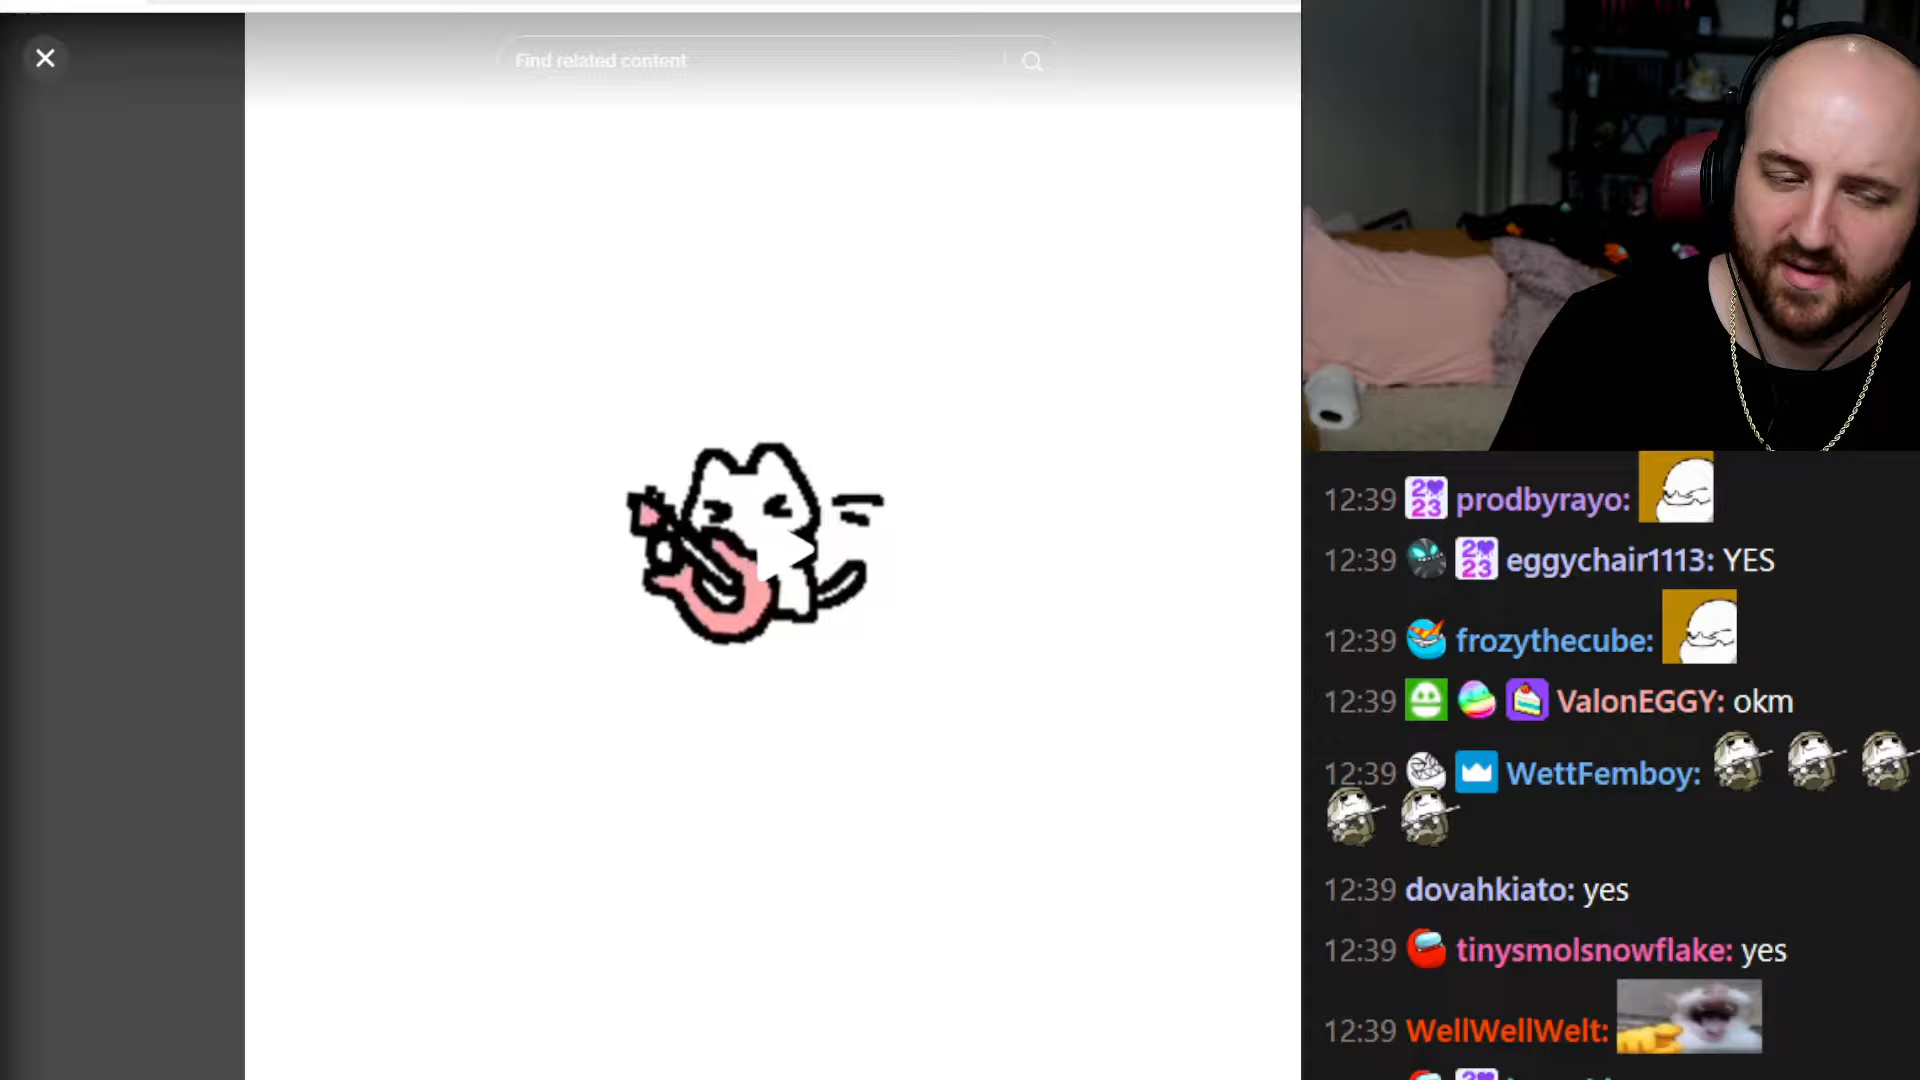 Find related content
12:39 prodbyrayo:
12:39 eggychair1113: YES
12:39 frozythecube:
12:39 ValonEGGY: okm
12:39 WettFemboy:
12:39 dovahkiato: yes
12:39 tinysmolsnowflake: yes
12:39 WellWellWelt: